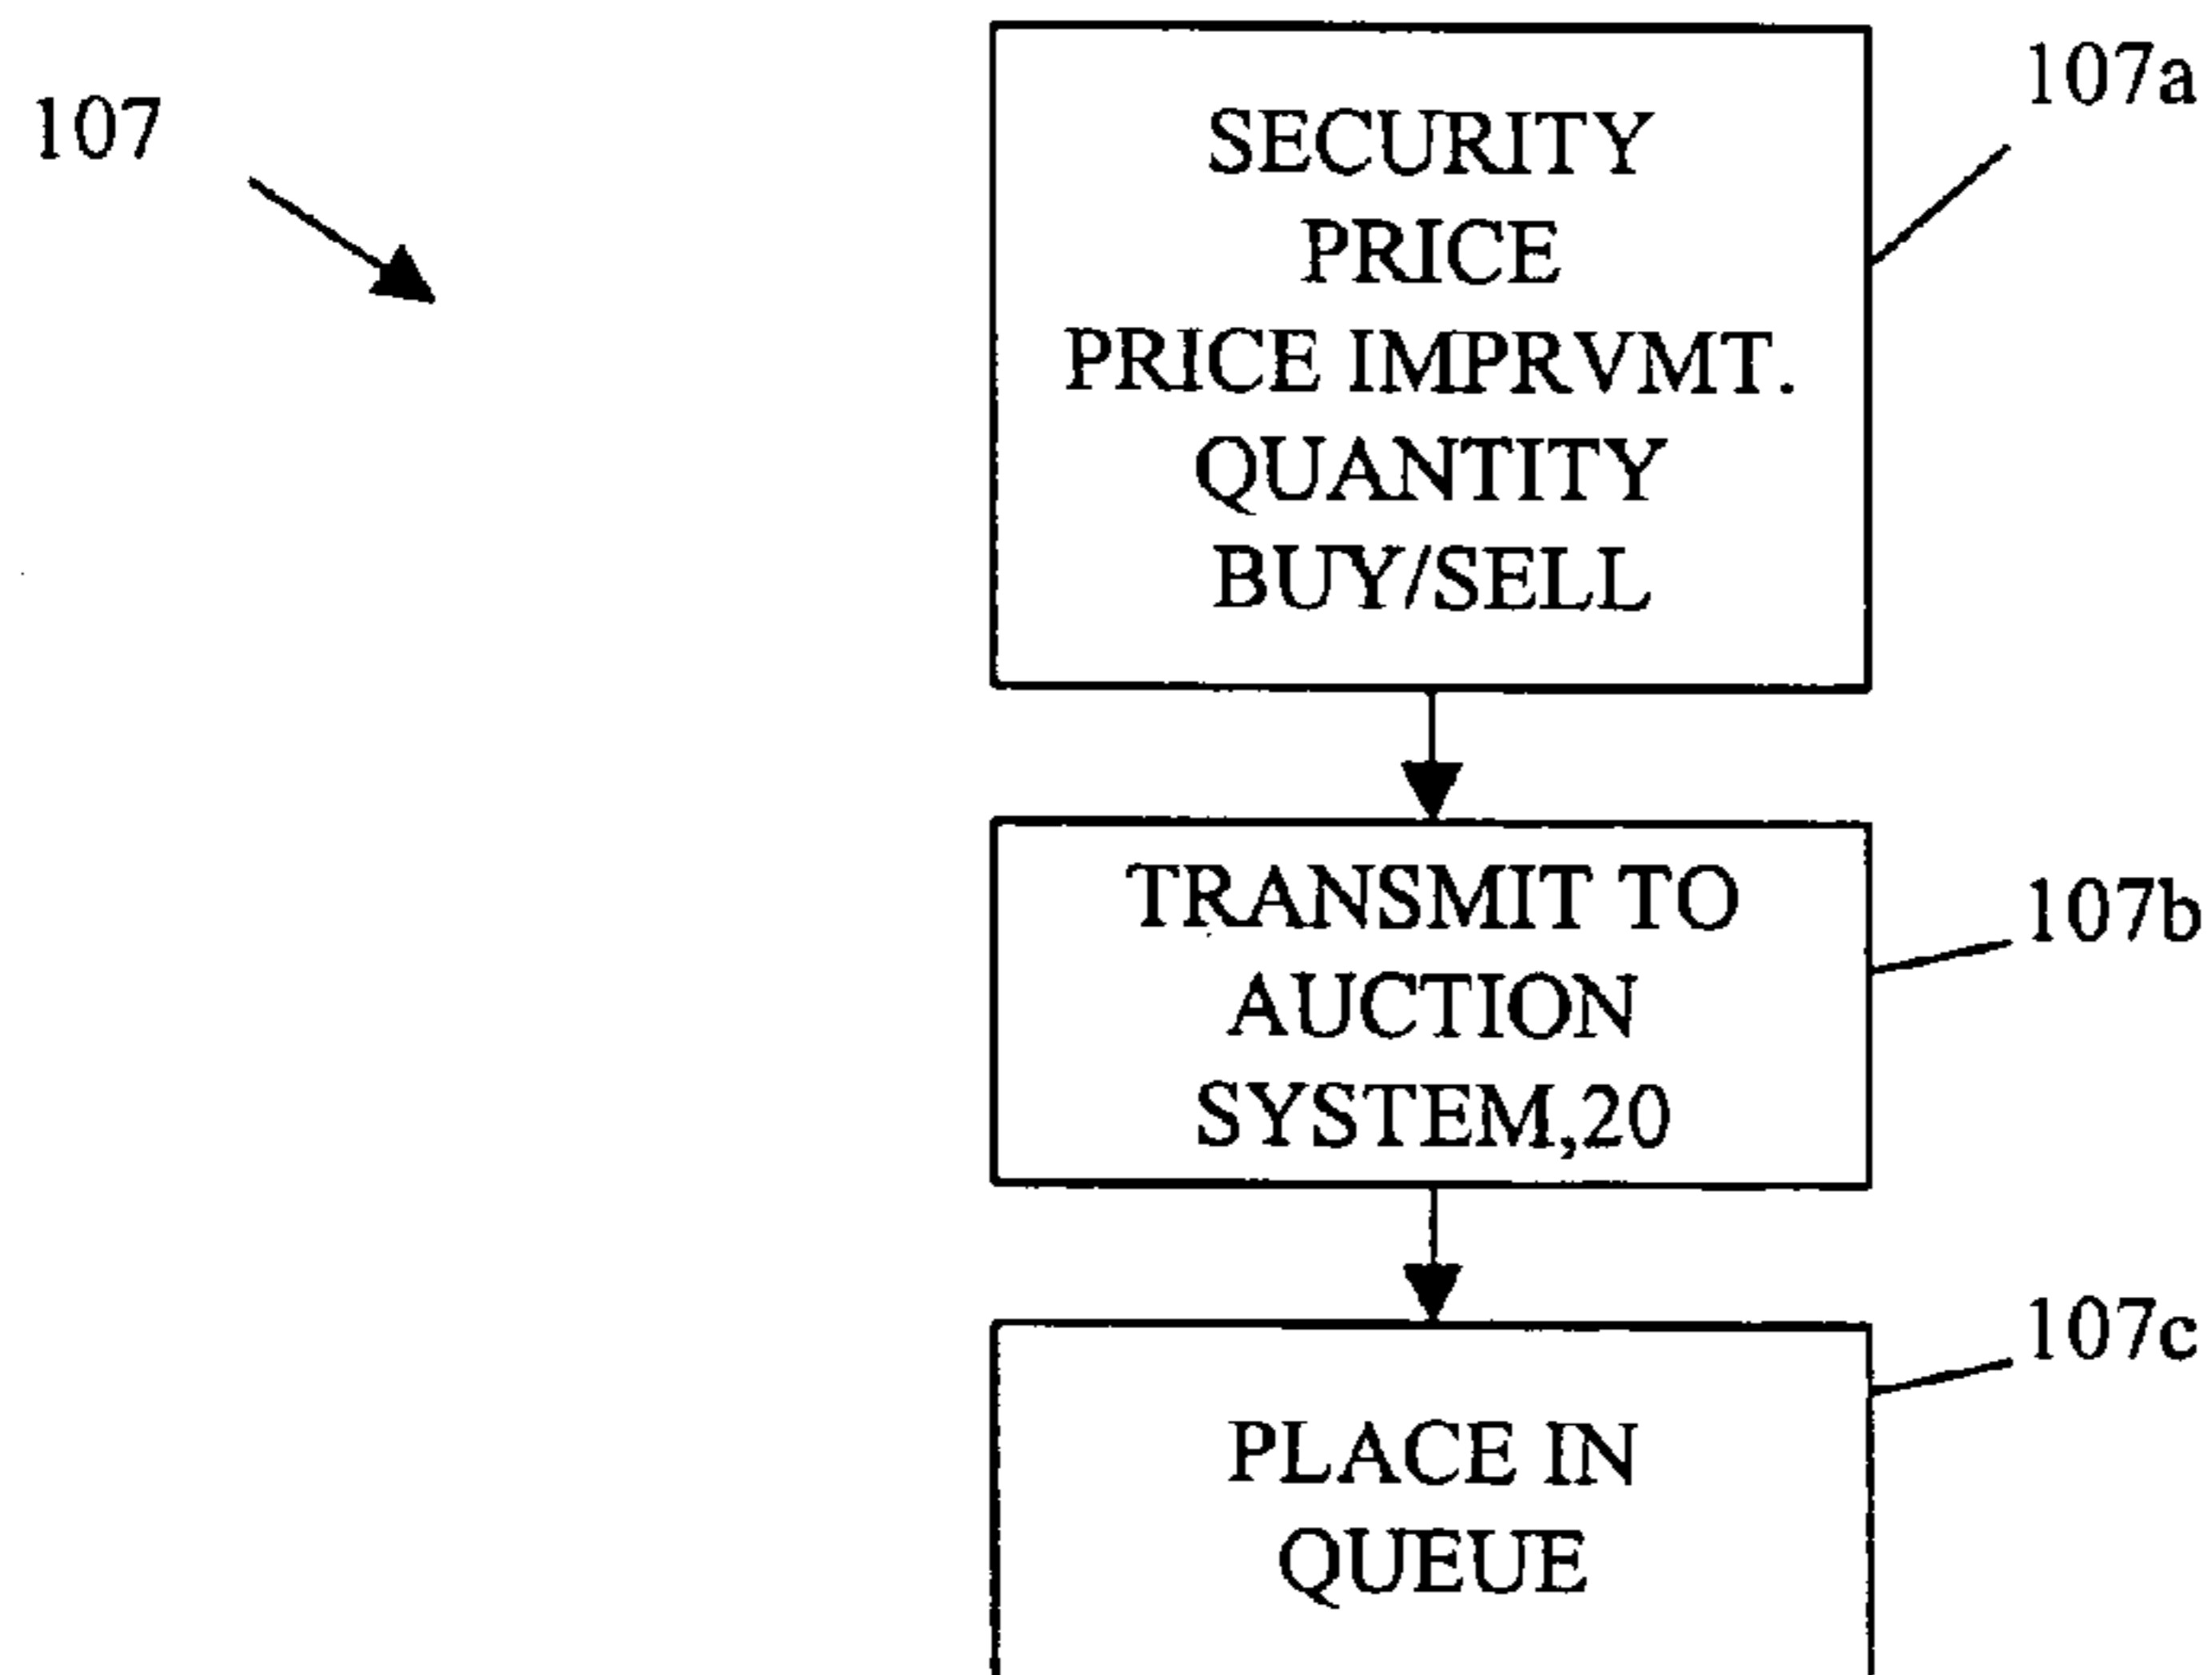 107
107a
SECURITY
PRICE
PRICE IMPRVMT.
QUANTITY
BUY/SELL
107b
TRANSMIT TO
AUCTION
SYSTEM,20
107c
PLACE IN
QUEUE